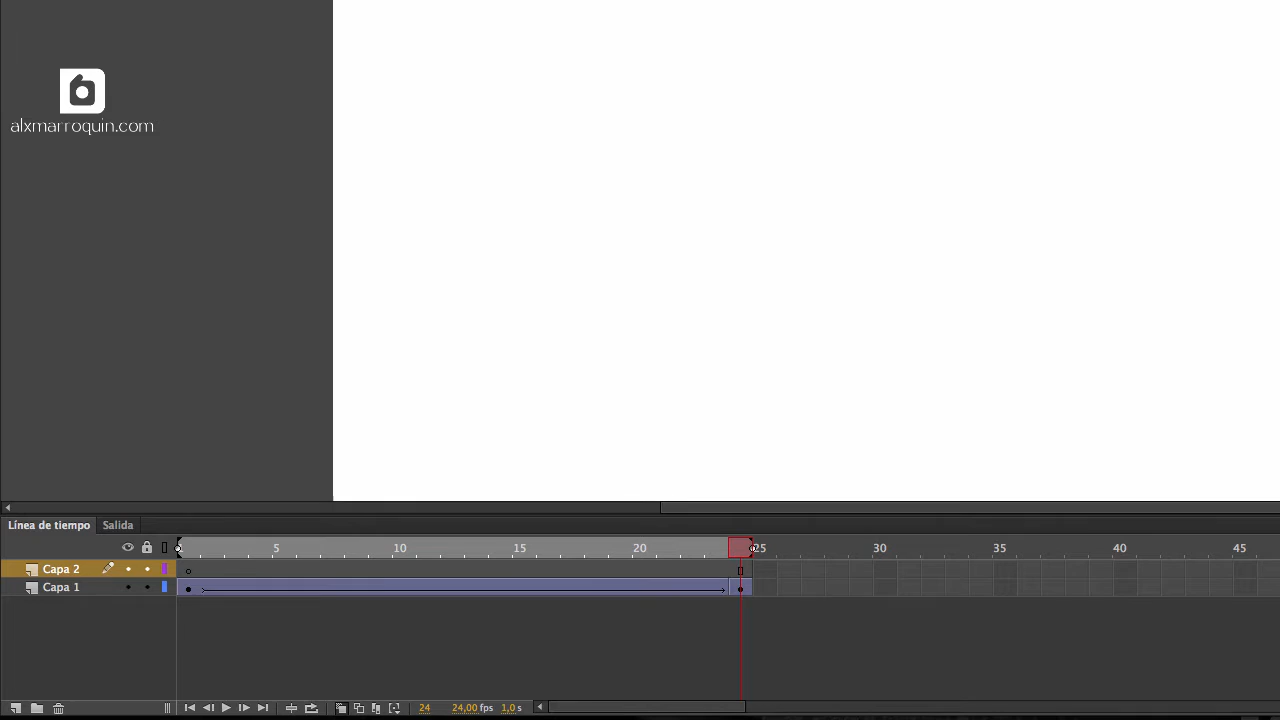 alxmarroquin.com
Línea de tiempo Salida
5 10 15 20 25 30 35 40 45
Capa 2
Capa 1
24 24,00 fps 1,0 s